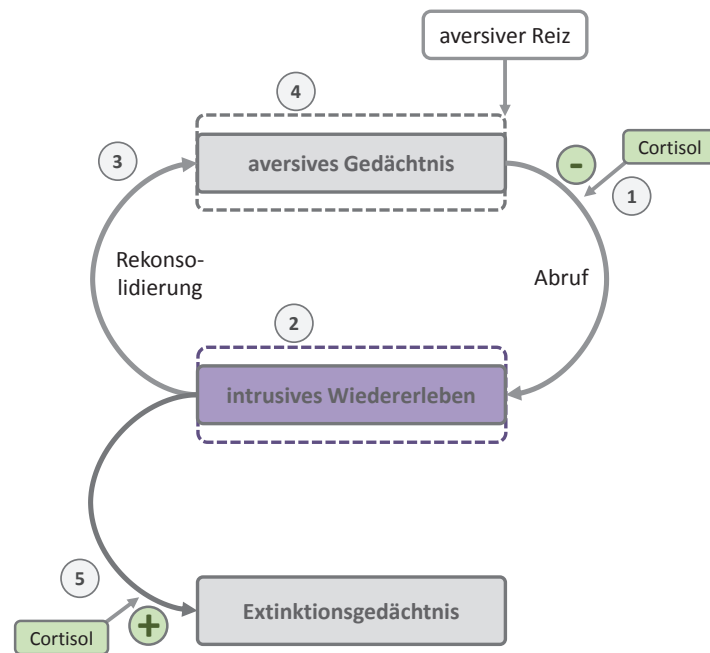 aversiver Reiz
4
aversives Gedächtnis
3
-
Cortisol
1
Rekonso-
lidierung
Abruf
2
intrusives Wiedererleben
5
Cortisol
+
Extinktionsgedächtnis